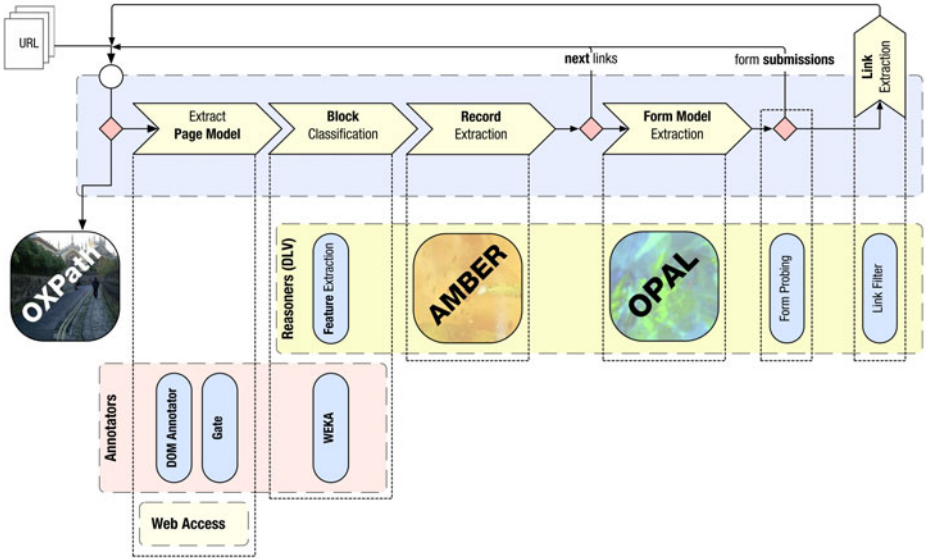 URL
next links
form submissions
Link
Extraction
Extract
Page Model
Block
Classification
Record
Extraction
Form Model
Extraction
OXPath
Reasoners (DLV)
Feature Extraction
AMBER
OPAL
Form Probing
Link Filter
Annotators
DOM Annotator
Gate
WEKA
Web Access